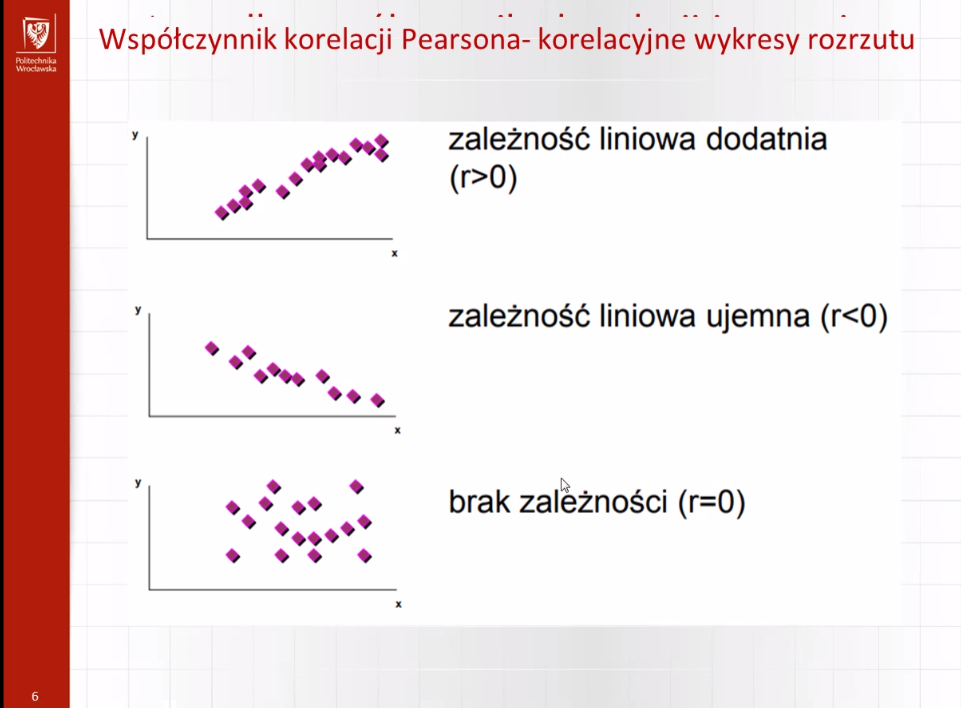 Współczynnik korelacji Pearsona- korelacyjne wykresy rozrzutu
Politechnika
Wrocławska
y
zależność liniowa dodatnia
(r>0)
x
y
zależność liniowa ujemna (r<0)
x
y
brak zależności (r=0)
x
6